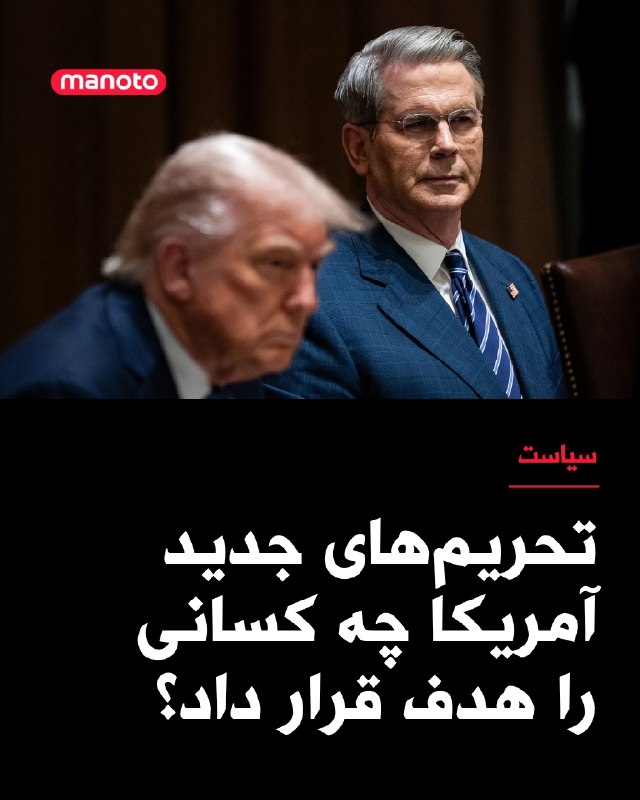 manoto
سیاست
تحریم‌های جدید
آمریکا چه کسانی
را هدف قرار داد؟